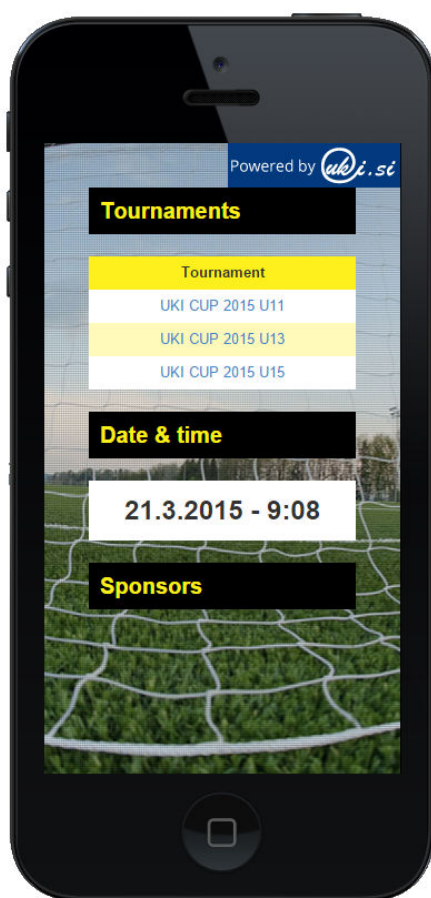 Powered by uki.si
Tournaments
Tournament
UKI CUP 2015 U11
UKI CUP 2015 U13
UKI CUP 2015 U15
Date & time
21.3.2015 - 9:08
Sponsors